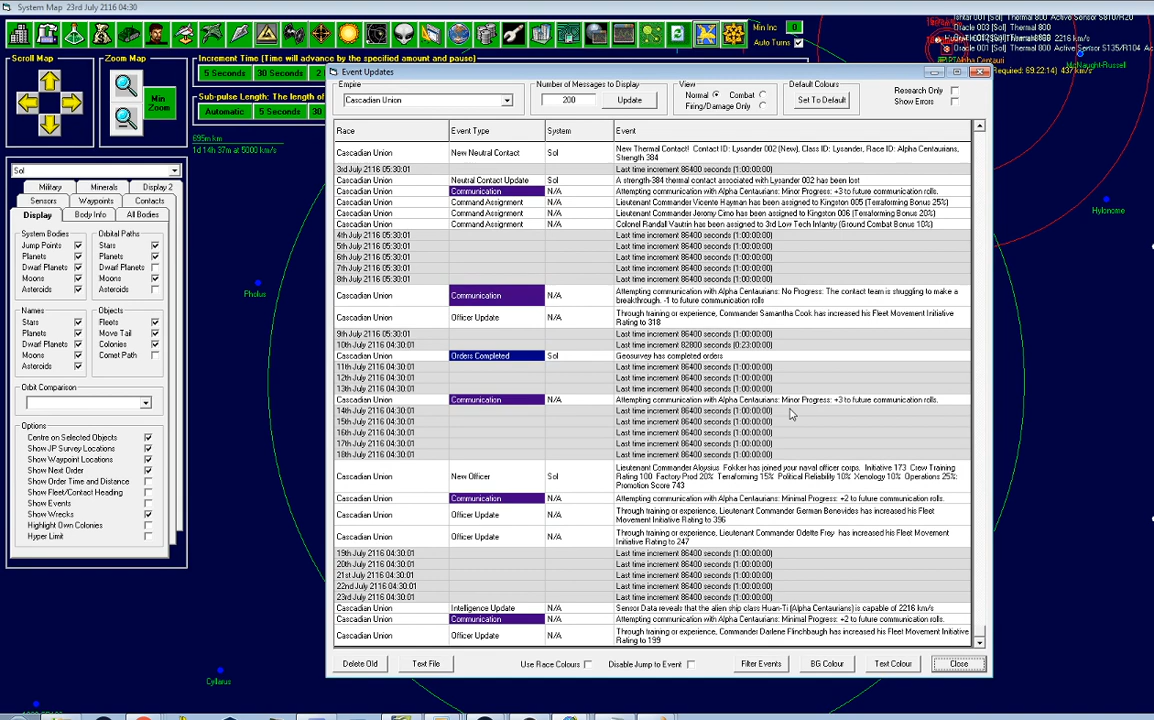 System Map 23rd July 2116 04:30
Min Inc 0
Auto Turns
Scroll Map
Zoom Map
Min Zoom
Increment Time (Time will advance by the specified amount and pause)
5 Seconds 30 Seconds 2
Sub-pulse Length: The length of
Automatic 5 Seconds 30
695m km
1d 14h 37m at 5000 km/s
Sol
Military Minerals Display 2
Sensors Waypoints Contacts
Display Body Info All Bodies
System Bodies
Jump Points
Planets
Dwarf Planets
Moons
Asteroids
Orbital Paths
Stars
Planets
Dwarf Planets
Moons
Asteroids
Names
Stars
Planets
Dwarf Planets
Moons
Asteroids
Objects
Fleets
Move Tail
Colonies
Comet Path
Orbit Comparison
Options
Centre on Selected Objects
Show JP Survey Locations
Show Waypoint Locations
Show Next Order
Show Order Time and Distance
Show Fleet/Contact Heading
Show Events
Show Wrecks
Highlight Own Colonies
Hyper Limit
Pholus
Cyllarus
Hylonome
McNaught-Russell
Oracle 001 [Sol] Thermal 800 Active Sensor S135/R104
Required: 69:22:14) 437 km/s
Event Updates
Empire
Cascadian Union
Number of Messages to Display
200 Update
View
Normal Combat
Firing/Damage Only
Default Colours
Set To Default
Research Only
Show Errors
Race Event Type System Event
Cascadian Union New Neutral Contact Sol New Thermal Contact! Contact ID: Lysander 002 (New), Class ID: Lysander, Race ID: Alpha Centaurians,
Strength 384
3rd July 2116 05:30:01 Last time increment 86400 seconds (1:00:00:00)
Cascadian Union Neutral Contact Update Sol A strength-384 thermal contact associated with Lysander 002 has been lost
Cascadian Union Communication N/A Attempting communication with Alpha Centaurians: Minor Progress: +3 to future communication rolls.
Cascadian Union Command Assignment N/A Lieutenant Commander Vicente Hayman has been assigned to Kingston 005 (Terraforming Bonus 25%)
Cascadian Union Command Assignment N/A Lieutenant Commander Jeromy Cimo has been assigned to Kingston 006 (Terraforming Bonus 20%)
Cascadian Union Command Assignment N/A Colonel Randall Vautrin has been assigned to 3rd Low Tech Infantry (Ground Combat Bonus 10%)
4th July 2116 05:30:01 Last time increment 86400 seconds (1:00:00:00)
5th July 2116 05:30:01 Last time increment 86400 seconds (1:00:00:00)
6th July 2116 05:30:01 Last time increment 86400 seconds (1:00:00:00)
7th July 2116 05:30:01 Last time increment 86400 seconds (1:00:00:00)
8th July 2116 05:30:01 Last time increment 86400 seconds (1:00:00:00)
Cascadian Union Communication N/A Attempting communication with Alpha Centaurians: No Progress: The contact team is struggling to make a
breakthrough. -1 to future communication rolls
Cascadian Union Officer Update N/A Through training or experience, Commander Samantha Cook has increased his Fleet Movement Initiative
Rating to 318
9th July 2116 05:30:01 Last time increment 86400 seconds (1:00:00:00)
10th July 2116 04:30:01 Last time increment 82800 seconds (0:23:00:00)
Cascadian Union Orders Completed Sol Geosurvey has completed orders
11th July 2116 04:30:01 Last time increment 86400 seconds (1:00:00:00)
12th July 2116 04:30:01 Last time increment 86400 seconds (1:00:00:00)
13th July 2116 04:30:01 Last time increment 86400 seconds (1:00:00:00)
Cascadian Union Communication N/A Attempting communication with Alpha Centaurians: Minor Progress: +3 to future communication rolls.
14th July 2116 04:30:01 Last time increment 86400 seconds (1:00:00:00)
15th July 2116 04:30:01 Last time increment 86400 seconds (1:00:00:00)
16th July 2116 04:30:01 Last time increment 86400 seconds (1:00:00:00)
17th July 2116 04:30:01 Last time increment 86400 seconds (1:00:00:00)
18th July 2116 04:30:01 Last time increment 86400 seconds (1:00:00:00)
Cascadian Union New Officer Sol Lieutenant Commander Aloysius Fokker has joined your naval officer corps. Initiative 173 Crew Training
Rating 100 Factory Prod 20% Terraforming 15% Political Reliability 10% Xenology 10% Operations 25%:
Promotion Score 743
Cascadian Union Communication N/A Attempting communication with Alpha Centaurians: Minimal Progress: +2 to future communication rolls.
Cascadian Union Officer Update N/A Through training or experience, Lieutenant Commander German Benevides has increased his Fleet
Movement Initiative Rating to 396
Cascadian Union Officer Update N/A Through training or experience, Lieutenant Commander Odette Frey has increased his Fleet Movement
Initiative Rating to 247
19th July 2116 04:30:01 Last time increment 86400 seconds (1:00:00:00)
20th July 2116 04:30:01 Last time increment 86400 seconds (1:00:00:00)
21st July 2116 04:30:01 Last time increment 86400 seconds (1:00:00:00)
22nd July 2116 04:30:01 Last time increment 86400 seconds (1:00:00:00)
23rd July 2116 04:30:01 Last time increment 86400 seconds (1:00:00:00)
Cascadian Union Intelligence Update N/A Sensor Data reveals that the alien ship class Huan-Ti (Alpha Centaurians) is capable of 2216 km/s
Cascadian Union Communication N/A Attempting communication with Alpha Centaurians: Minimal Progress: +2 to future communication rolls.
Cascadian Union Officer Update N/A Through training or experience, Commander Darlene Flinchbaugh has increased his Fleet Movement Initiative
Rating to 199
Delete Old Text File Use Race Colours Disable Jump to Event Filter Events BG Colour Text Colour Close